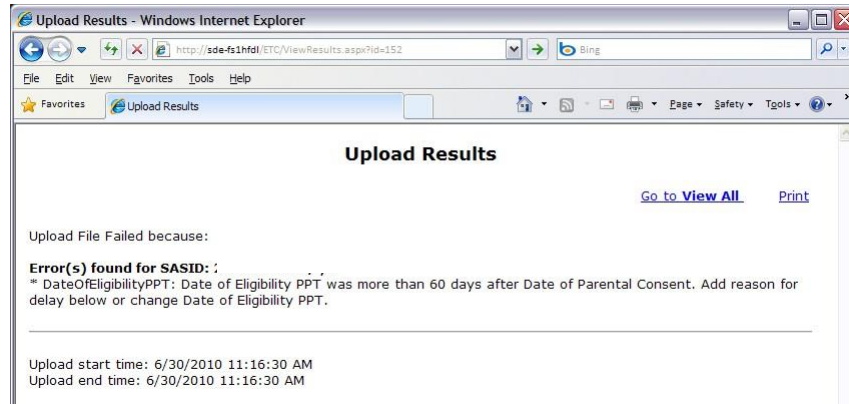 Upload Results - Windows Internet Explorer
http://sde-fs1hfdl/ETC/ViewResults.aspx?id=152
Bing
File Edit View Favorites Tools Help
Favorites Upload Results Page Safety Tools
Upload Results
Go to View All Print
Upload File Failed because:
Error(s) found for SASID:
* DateOfEligibilityPPT: Date of Eligibility PPT was more than 60 days after Date of Parental Consent. Add reason for
delay below or change Date of Eligibility PPT.
Upload start time: 6/30/2010 11:16:30 AM
Upload end time: 6/30/2010 11:16:30 AM